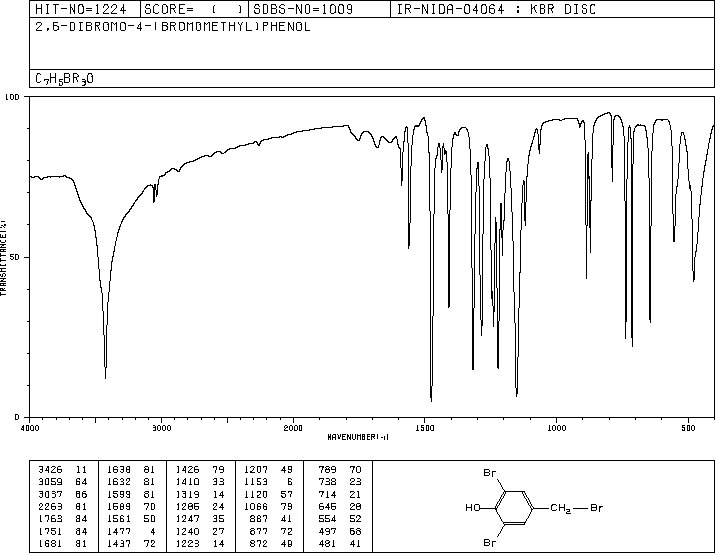 HIT-NO=1224 SCORE= ( ) SDBS-NO=1009 IR-NIDA-04064 : KBR DISC
2,6-DIBROMO-4-(BROMOMETHYL)PHENOL
C7H5BR3O
100
50
0
TRANSMITTANCE(%)
4000 3000 2000 1500 1000 500
WAVENUMBER(-1)
3426 11 1638 81 1426 79 1207 49 789 70
3059 64 1632 81 1410 33 1153 6 738 23
3037 66 1599 81 1319 14 1120 57 714 21
2263 81 1589 70 1286 24 1066 79 646 28
1763 84 1561 50 1247 35 887 41 554 52
1751 84 1477 4 1240 27 877 72 497 58
1681 81 1437 72 1223 14 872 49 481 41
Br
HO
CH2
Br
Br